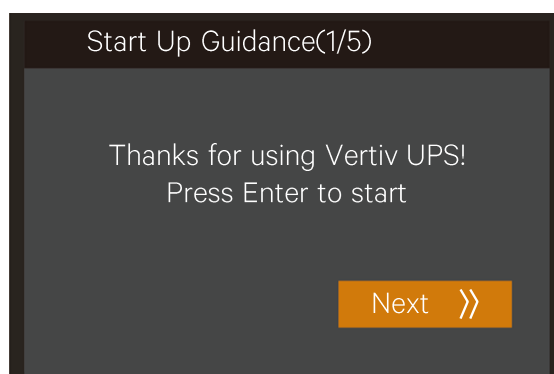 Start Up Guidance(1/5)
Thanks for using Vertiv UPS!
Press Enter to start
Next